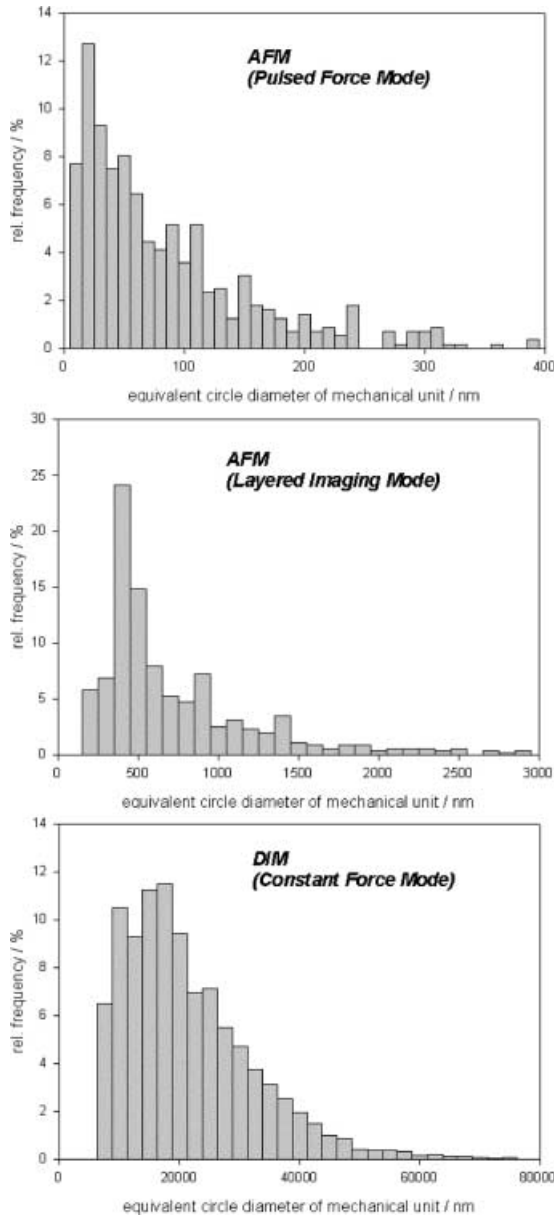 14
12
10
8
6
4
2
0
rel. frequency / %
AFM
(Pulsed Force Mode)
0 100 200 300 400
equivalent circle diameter of mechanical unit / nm
30
25
20
15
10
5
0
rel. frequency / %
AFM
(Layered Imaging Mode)
0 500 1000 1500 2000 2500 3000
equivalent circle diameter of mechanical unit / nm
14
12
10
8
6
4
2
0
rel. frequency / %
DIM
(Constant Force Mode)
0 20000 40000 60000 80000
equivalent circle diameter of mechanical unit / nm